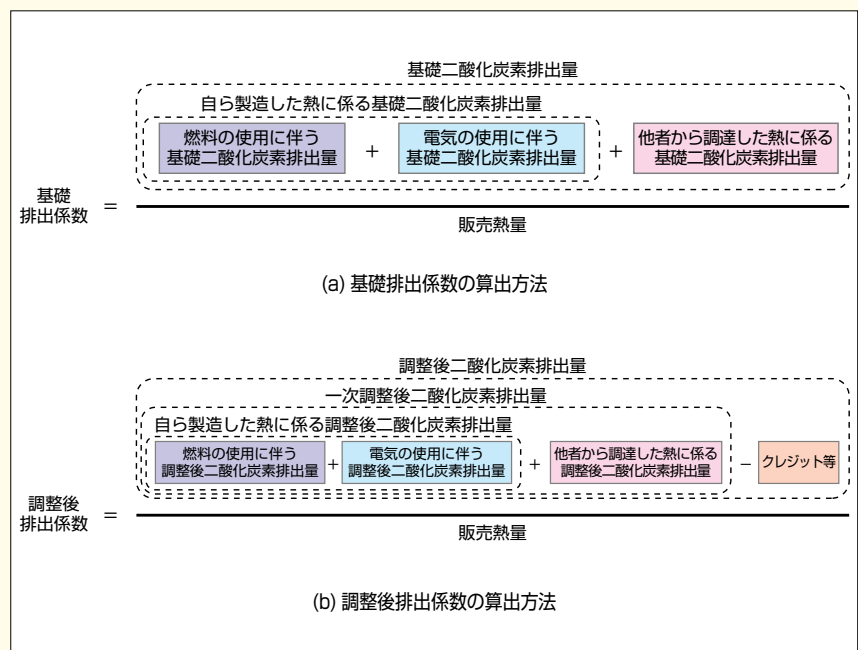 基礎二酸化炭素排出量
自ら製造した熱に係る基礎二酸化炭素排出量
燃料の使用に伴う
基礎二酸化炭素排出量
+
電気の使用に伴う
基礎二酸化炭素排出量
+
他者から調達した熱に係る
基礎二酸化炭素排出量
基礎
排出係数
=
販売熱量
(a) 基礎排出係数の算出方法
調整後二酸化炭素排出量
一次調整後二酸化炭素排出量
自ら製造した熱に係る調整後二酸化炭素排出量
燃料の使用に伴う
調整後二酸化炭素排出量
+
電気の使用に伴う
調整後二酸化炭素排出量
+
他者から調達した熱に係る
調整後二酸化炭素排出量
−
クレジット等
調整後
排出係数
=
販売熱量
(b) 調整後排出係数の算出方法